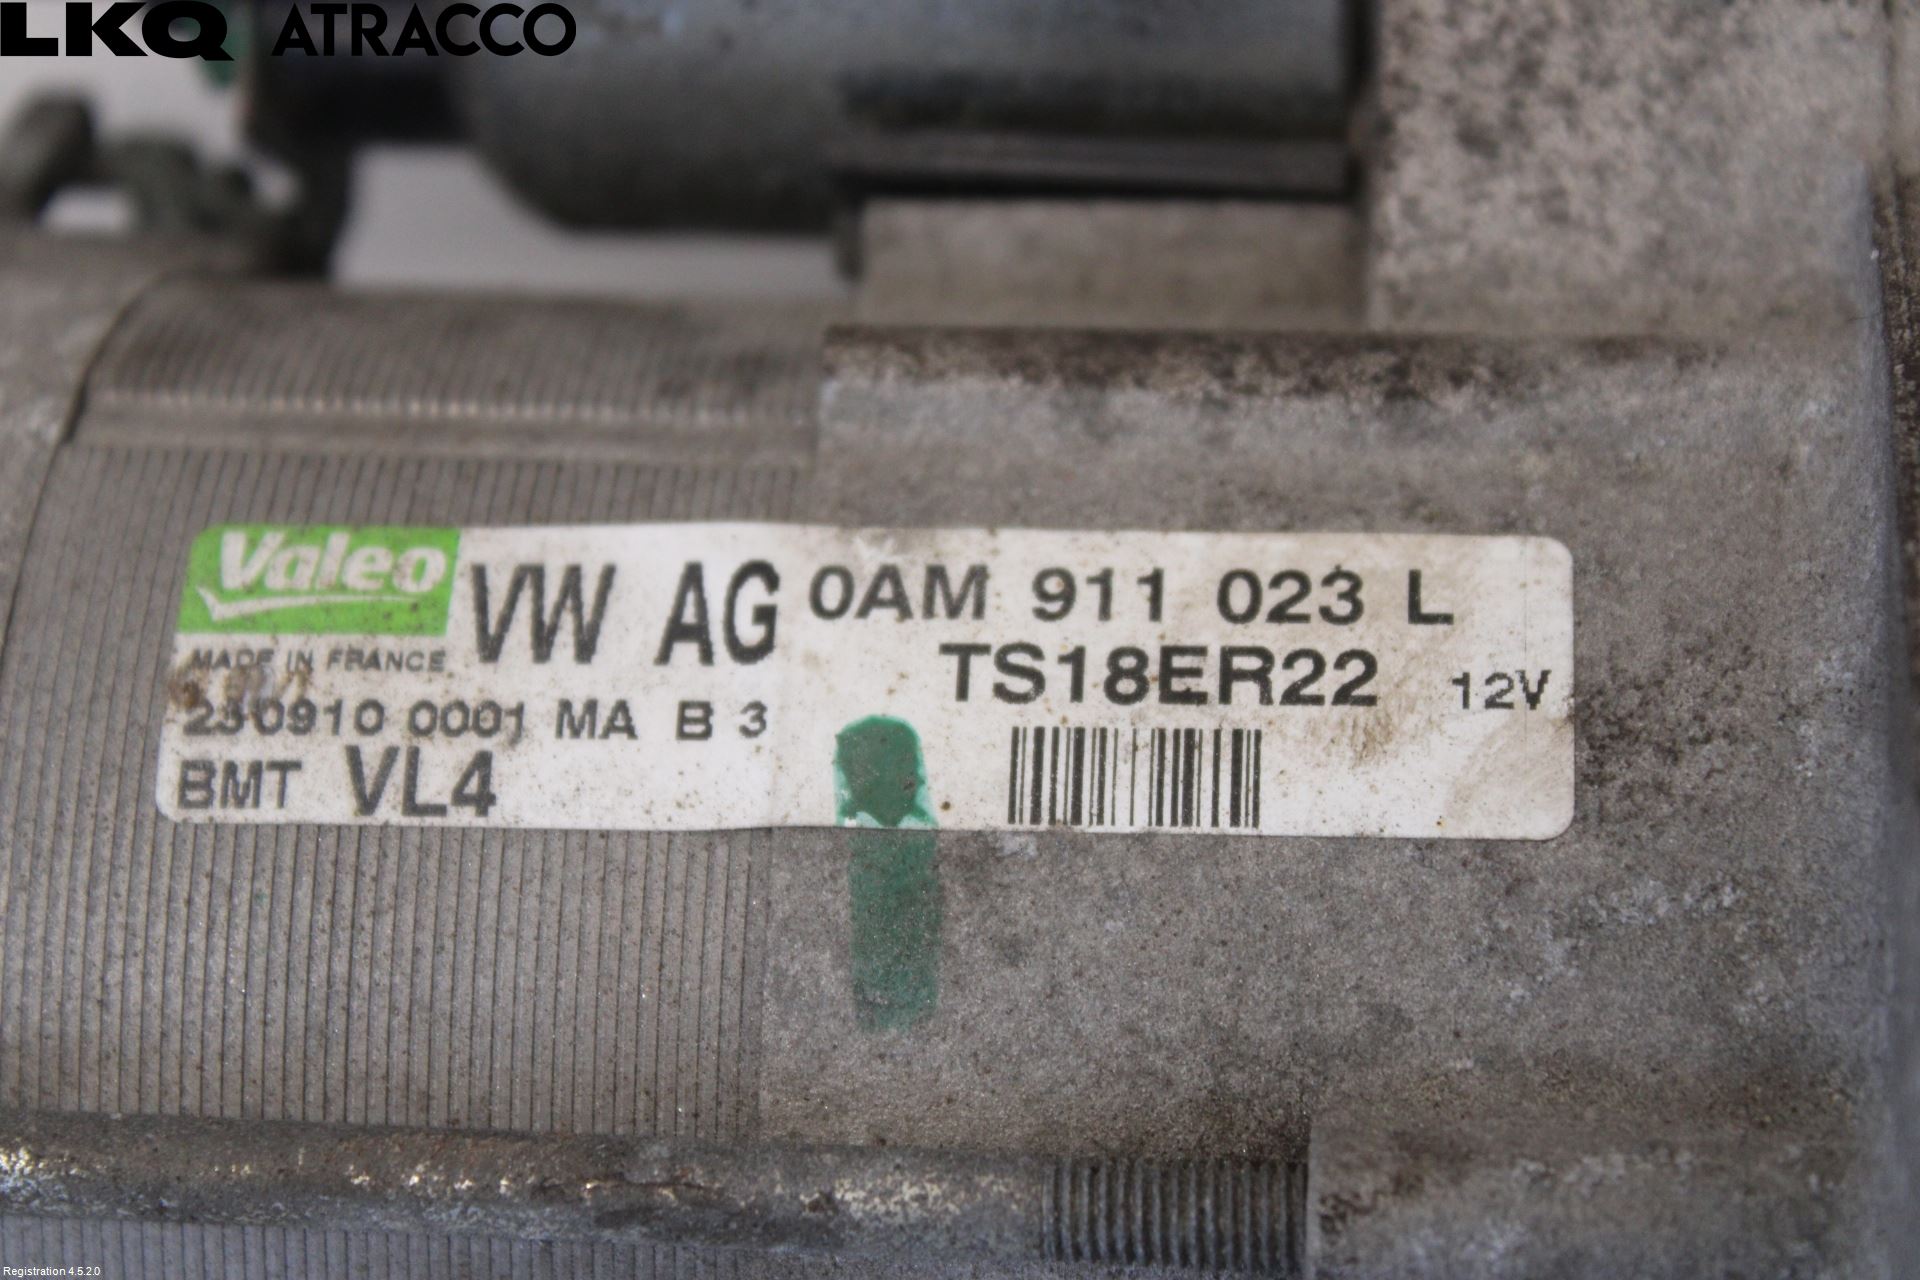 LKQ ATRACCO
Valeo VW AG 0AM 911 023 L
MADE IN FRANCE TS18ER22 12V
230910 0001 MA B 3
BMT VL4
Registration 4.5.2.0